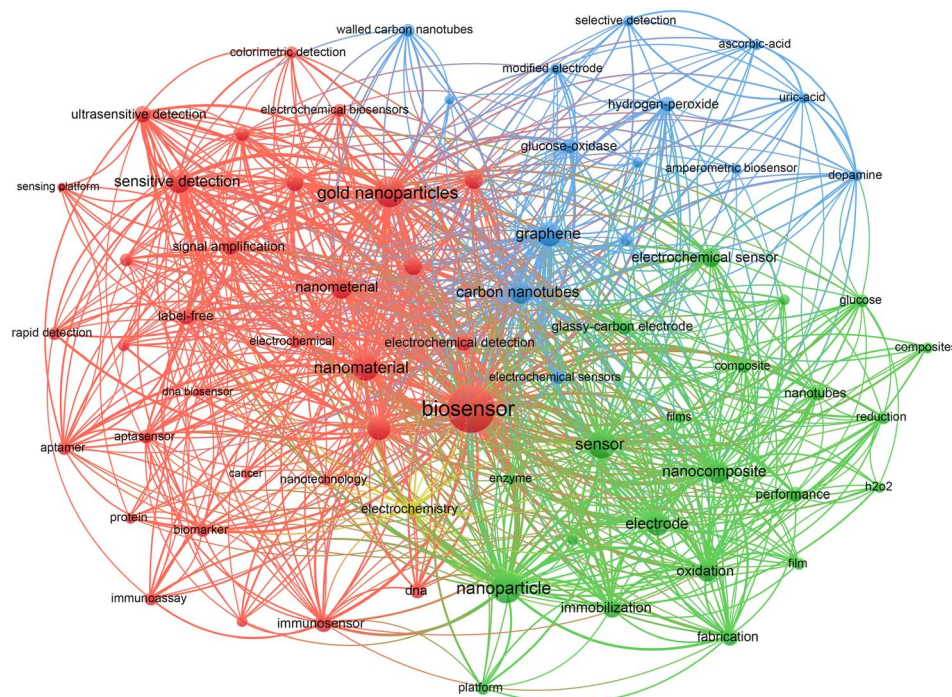 walled carbon nanotubes
selective detection
ascorbic-acid
colorimetric detection
modified electrode
uric-acid
ultrasensitive detection
electrochemical biosensors
hydrogen-peroxide
glucose-oxidase
sensing platform
sensitive detection
gold nanoparticles
amperometric biosensor
dopamine
signal amplification
graphene
electrochemical sensor
nanometerial
carbon nanotubes
glucose
rapid detection
label-free
glassy-carbon electrode
electrochemical
electrochemical detection
composites
nanomaterial
composite
electrochemical sensors
dna biosensor
nanotubes
biosensor
films
reduction
aptamer
aptasensor
sensor
cancer
nanotechnology
enzyme
nanocomposite
h2o2
performance
electrochemistry
protein
biomarker
electrode
film
oxidation
nanoparticle
dna
immunoassay
immobilization
immunosensor
fabrication
platform